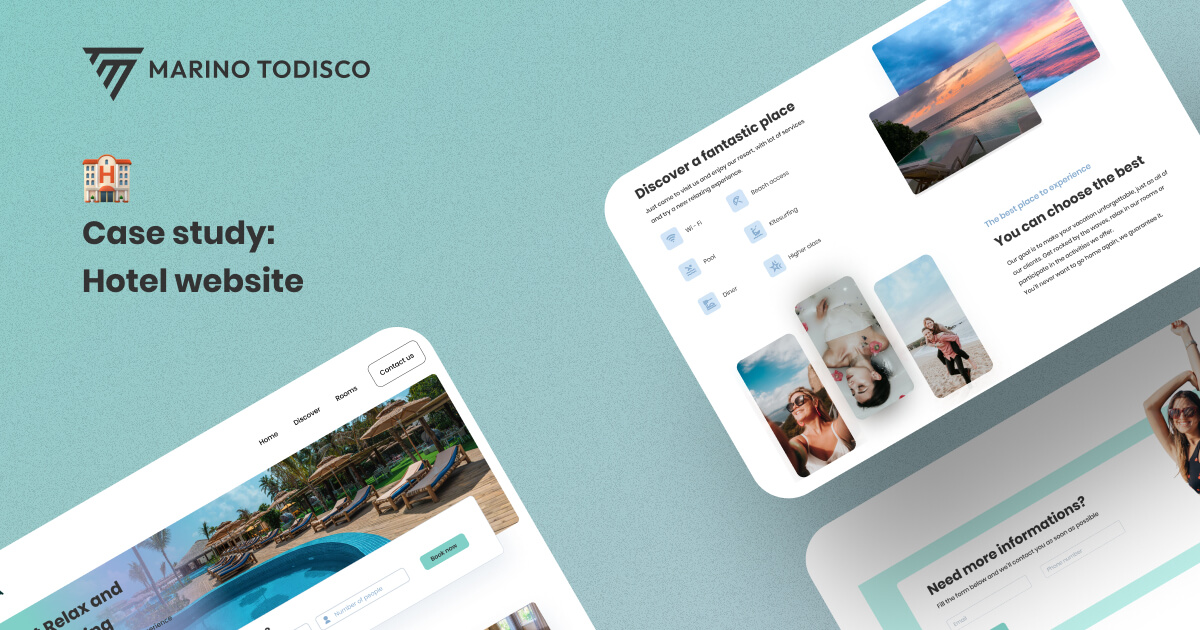 MARINO TODISCO
H
Case study:
Hotel website
Discover a fantastic place
Just come to visit us and enjoy our resort, with lot of services
and try a new relaxing experience.
Wi - Fi
Beach access
Pool
Kitesurfing
Dinner
Higher class
The best place to experience
You can choose the best
Our goal is to make your vacation unforgettable, just as all of
our clients. Get rocked by the waves, relax in our rooms or
participate in the activities we offer.
You'll never want to go home again, we guarantee it.
Home
Discover
Rooms
Contact us
Relax and
Number of people
Book now
Need more informations?
Fill the form below and we'll contact you as soon as possible
Email
Phone number